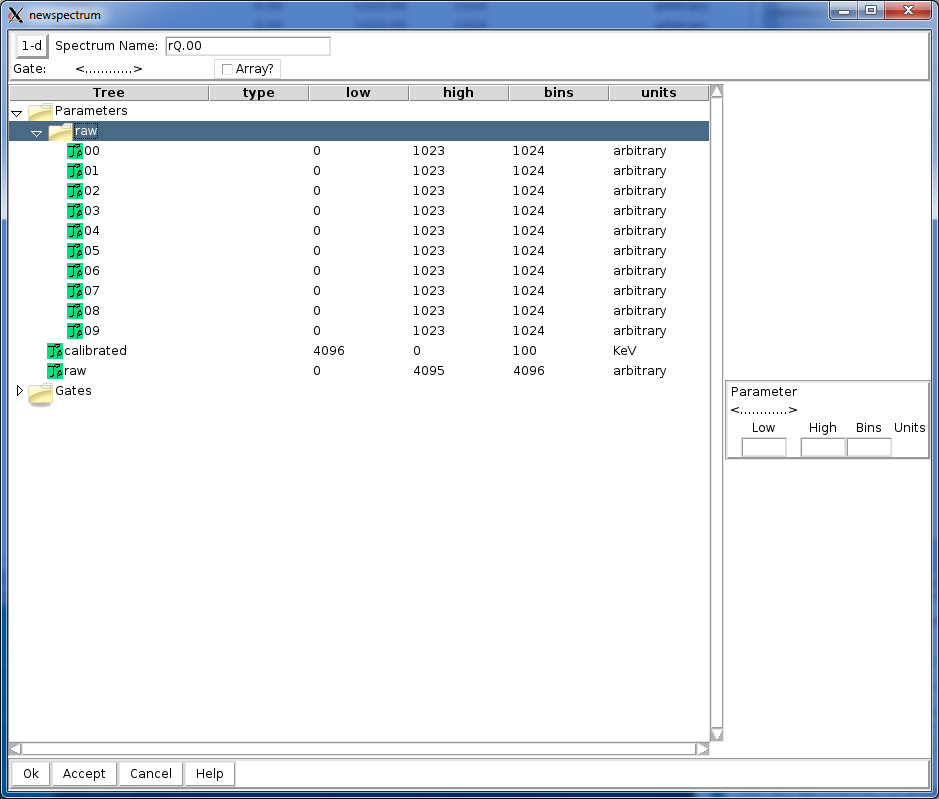 newspectrum
1-d Spectrum Name: rQ.00
Gate: <............> Array?
Tree type low high bins units
Parameters
raw
00 0 1023 1024 arbitrary
01 0 1023 1024 arbitrary
02 0 1023 1024 arbitrary
03 0 1023 1024 arbitrary
04 0 1023 1024 arbitrary
05 0 1023 1024 arbitrary
06 0 1023 1024 arbitrary
07 0 1023 1024 arbitrary
08 0 1023 1024 arbitrary
09 0 1023 1024 arbitrary
calibrated 4096 0 100 KeV
raw 0 4095 4096 arbitrary
Gates
Parameter
<............>
Low High Bins Units
Ok Accept Cancel Help